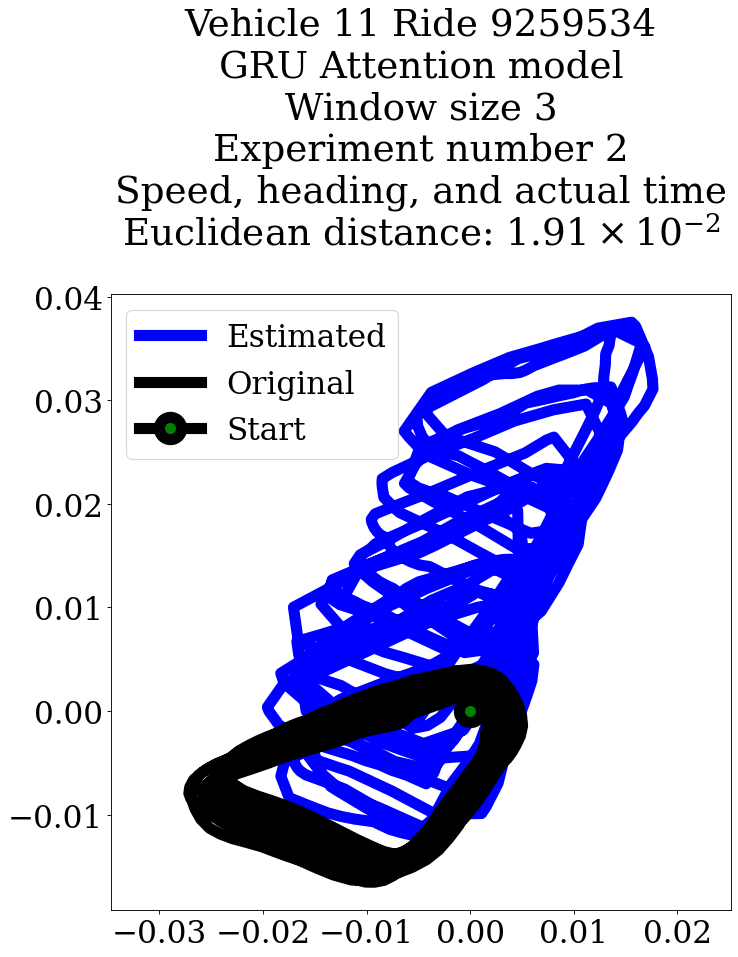 Vehicle 11 Ride 9259534
GRU Attention model
Window size 3
Experiment number 2
Speed, heading, and actual time
Euclidean distance: 1.91 × 10⁻²
Estimated
Original
Start
0.04
0.03
0.02
0.01
0.00
−0.01
−0.03 −0.02 −0.01 0.00 0.01 0.02